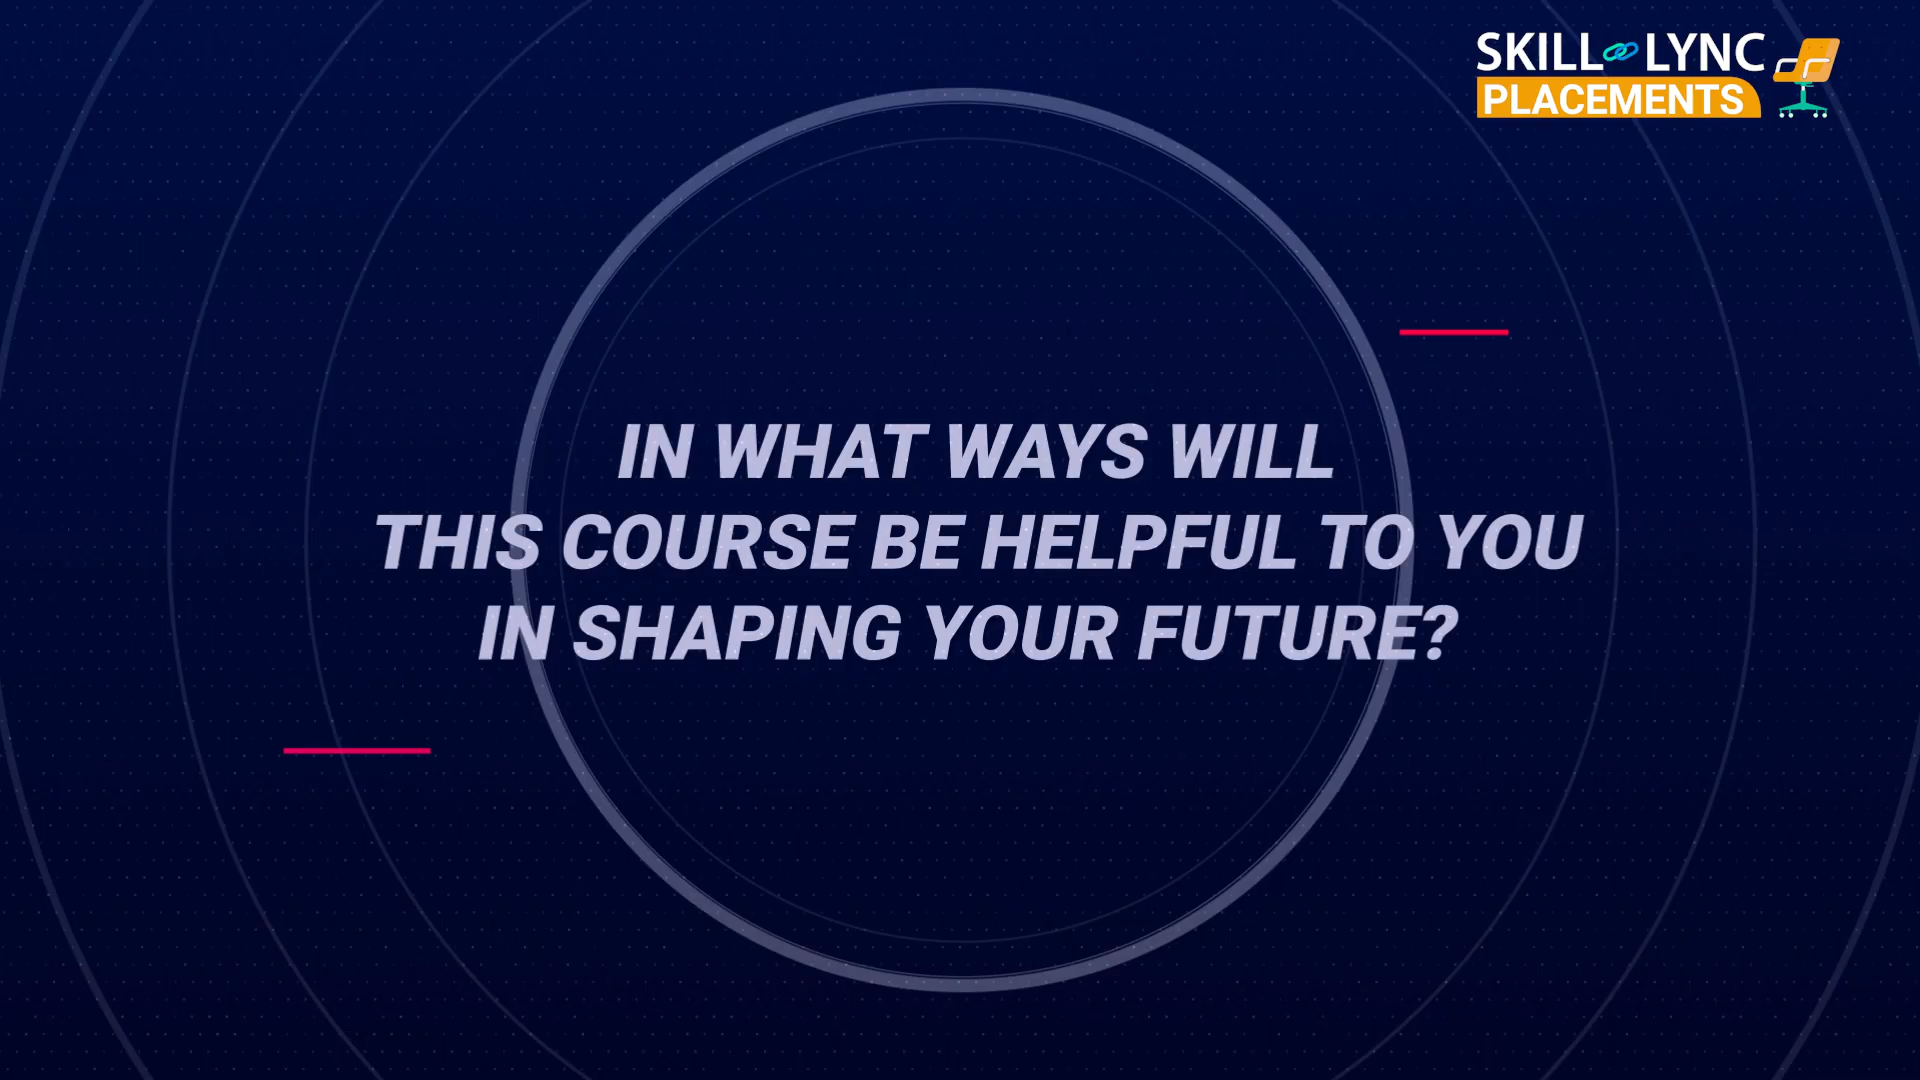 SKILL LYNC
PLACEMENTS
IN WHAT WAYS WILL
THIS COURSE BE HELPFUL TO YOU
IN SHAPING YOUR FUTURE?